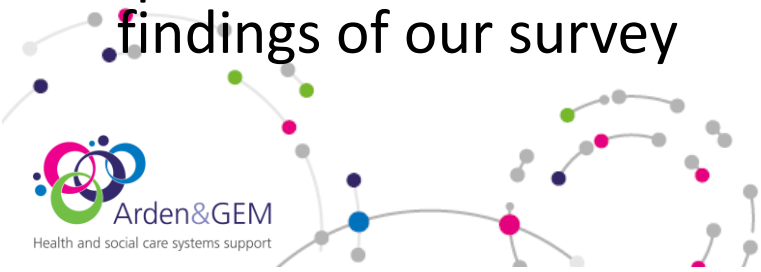 findings of our survey
Arden&GEM
Health and social care systems support